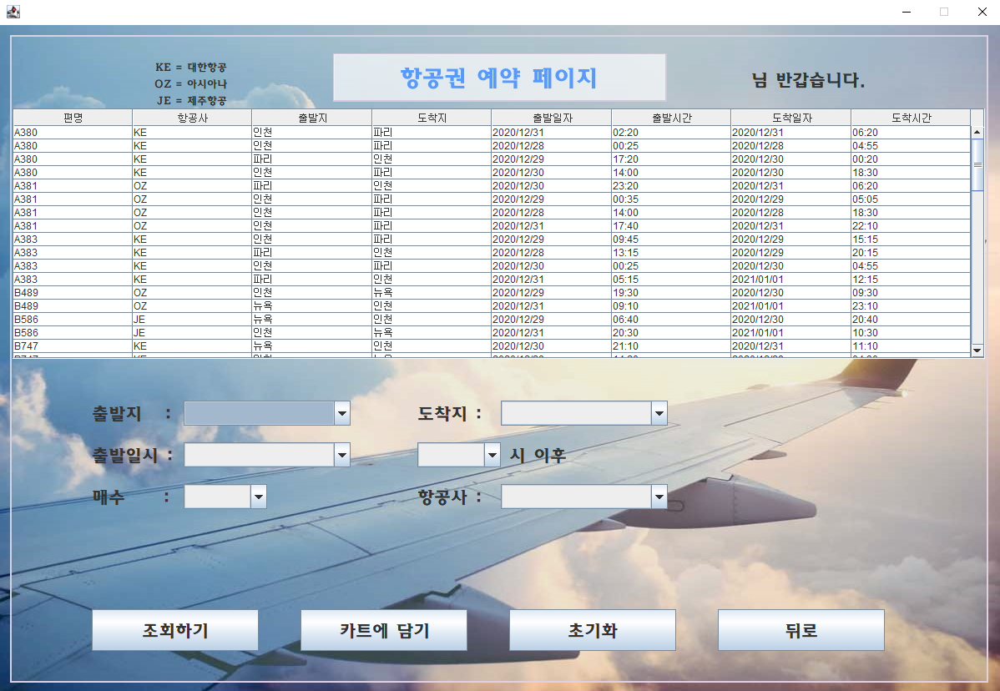 KE = 대한항공
OZ = 아시아나
JE = 제주항공
항공권 예약 페이지
님 반갑습니다.
편명 항공사 출발지 도착지 출발일자 출발시간 도착일자 도착시간
A380 KE 인천 파리 2020/12/31 02:20 2020/12/31 06:20
A380 KE 인천 파리 2020/12/28 00:25 2020/12/28 04:55
A380 KE 파리 인천 2020/12/29 17:20 2020/12/30 00:20
A380 KE 인천 파리 2020/12/30 14:00 2020/12/30 18:30
A381 OZ 파리 인천 2020/12/30 23:20 2020/12/31 06:20
A381 OZ 인천 파리 2020/12/29 00:35 2020/12/29 05:05
A381 OZ 인천 파리 2020/12/28 14:00 2020/12/28 18:30
A381 OZ 인천 파리 2020/12/31 17:40 2020/12/31 22:10
A383 KE 인천 파리 2020/12/29 09:45 2020/12/29 15:15
A383 KE 파리 인천 2020/12/28 13:15 2020/12/29 20:15
A383 KE 인천 파리 2020/12/30 00:25 2020/12/30 04:55
A383 KE 파리 인천 2020/12/31 05:15 2021/01/01 12:15
B489 OZ 인천 뉴욕 2020/12/29 19:30 2020/12/30 09:30
B489 OZ 뉴욕 인천 2020/12/31 09:10 2021/01/01 23:10
B586 JE 뉴욕 인천 2020/12/29 06:40 2020/12/30 20:40
B586 JE 인천 뉴욕 2020/12/31 20:30 2021/01/01 10:30
B747 KE 뉴욕 인천 2020/12/30 21:10 2020/12/31 11:10
출발지 : 도착지 :
출발일시 : 시 이후
매수 : 항공사 :
조회하기 카트에 담기 초기화 뒤로